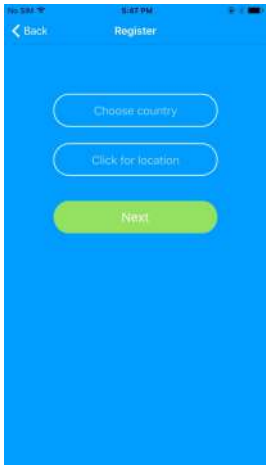 No SIM 5:47 PM
Back Register
Choose country
Click for location
Next